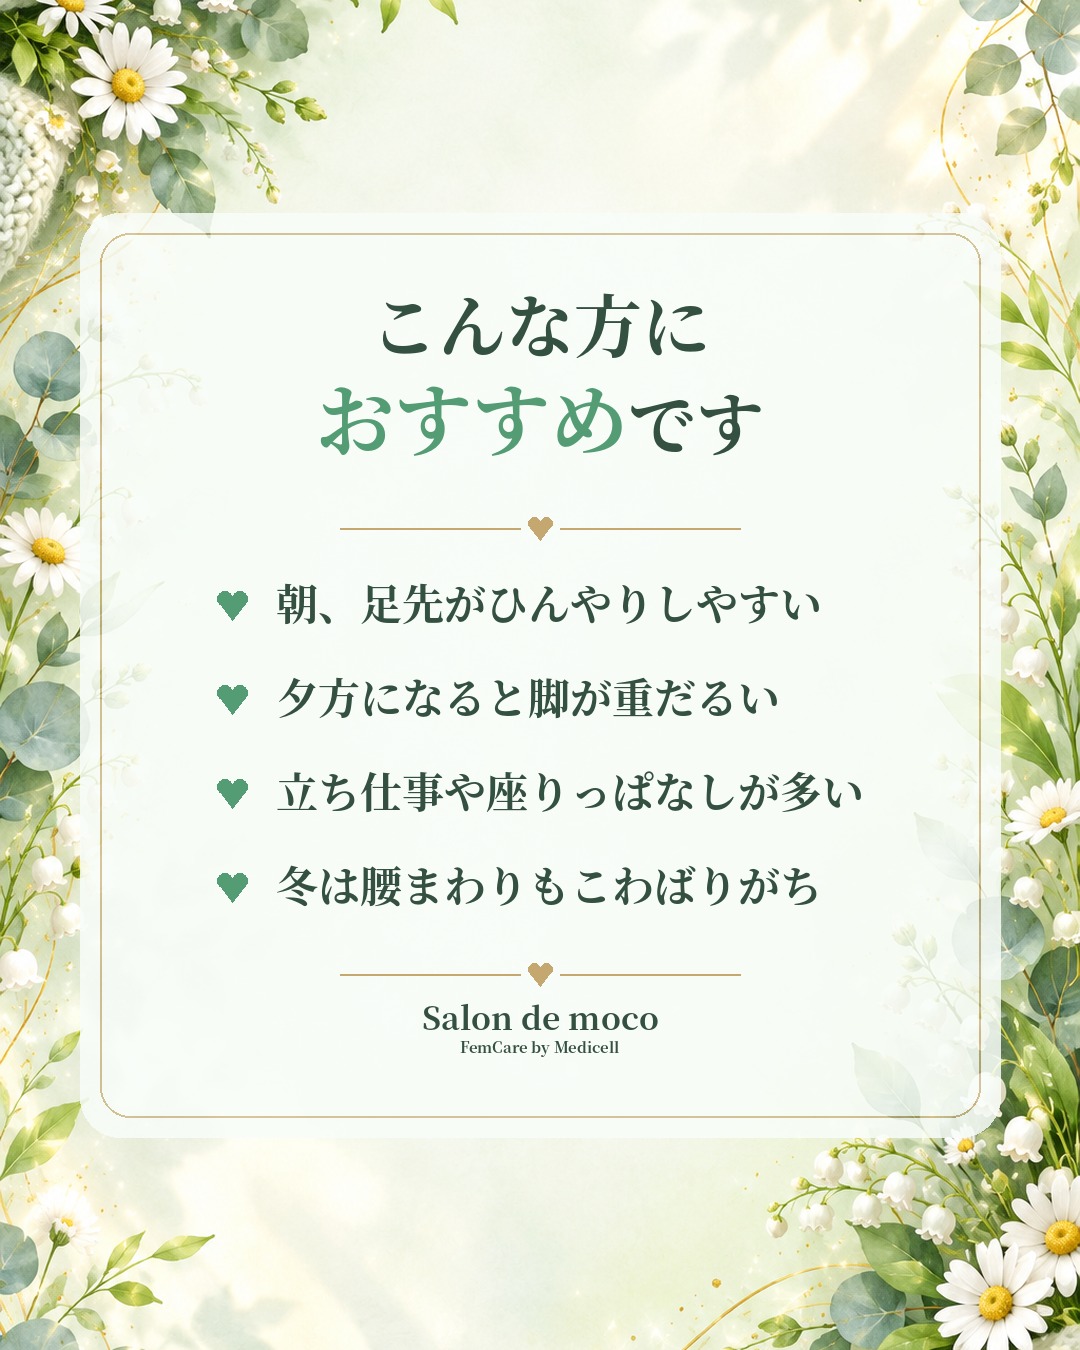 こんな方に
おすすめです
朝、足先がひんやりしやすい
夕方になると脚が重だるい
立ち仕事や座りっぱなしが多い
冬は腰まわりもこわばりがち
Salon de moco
FemCare by Medicell